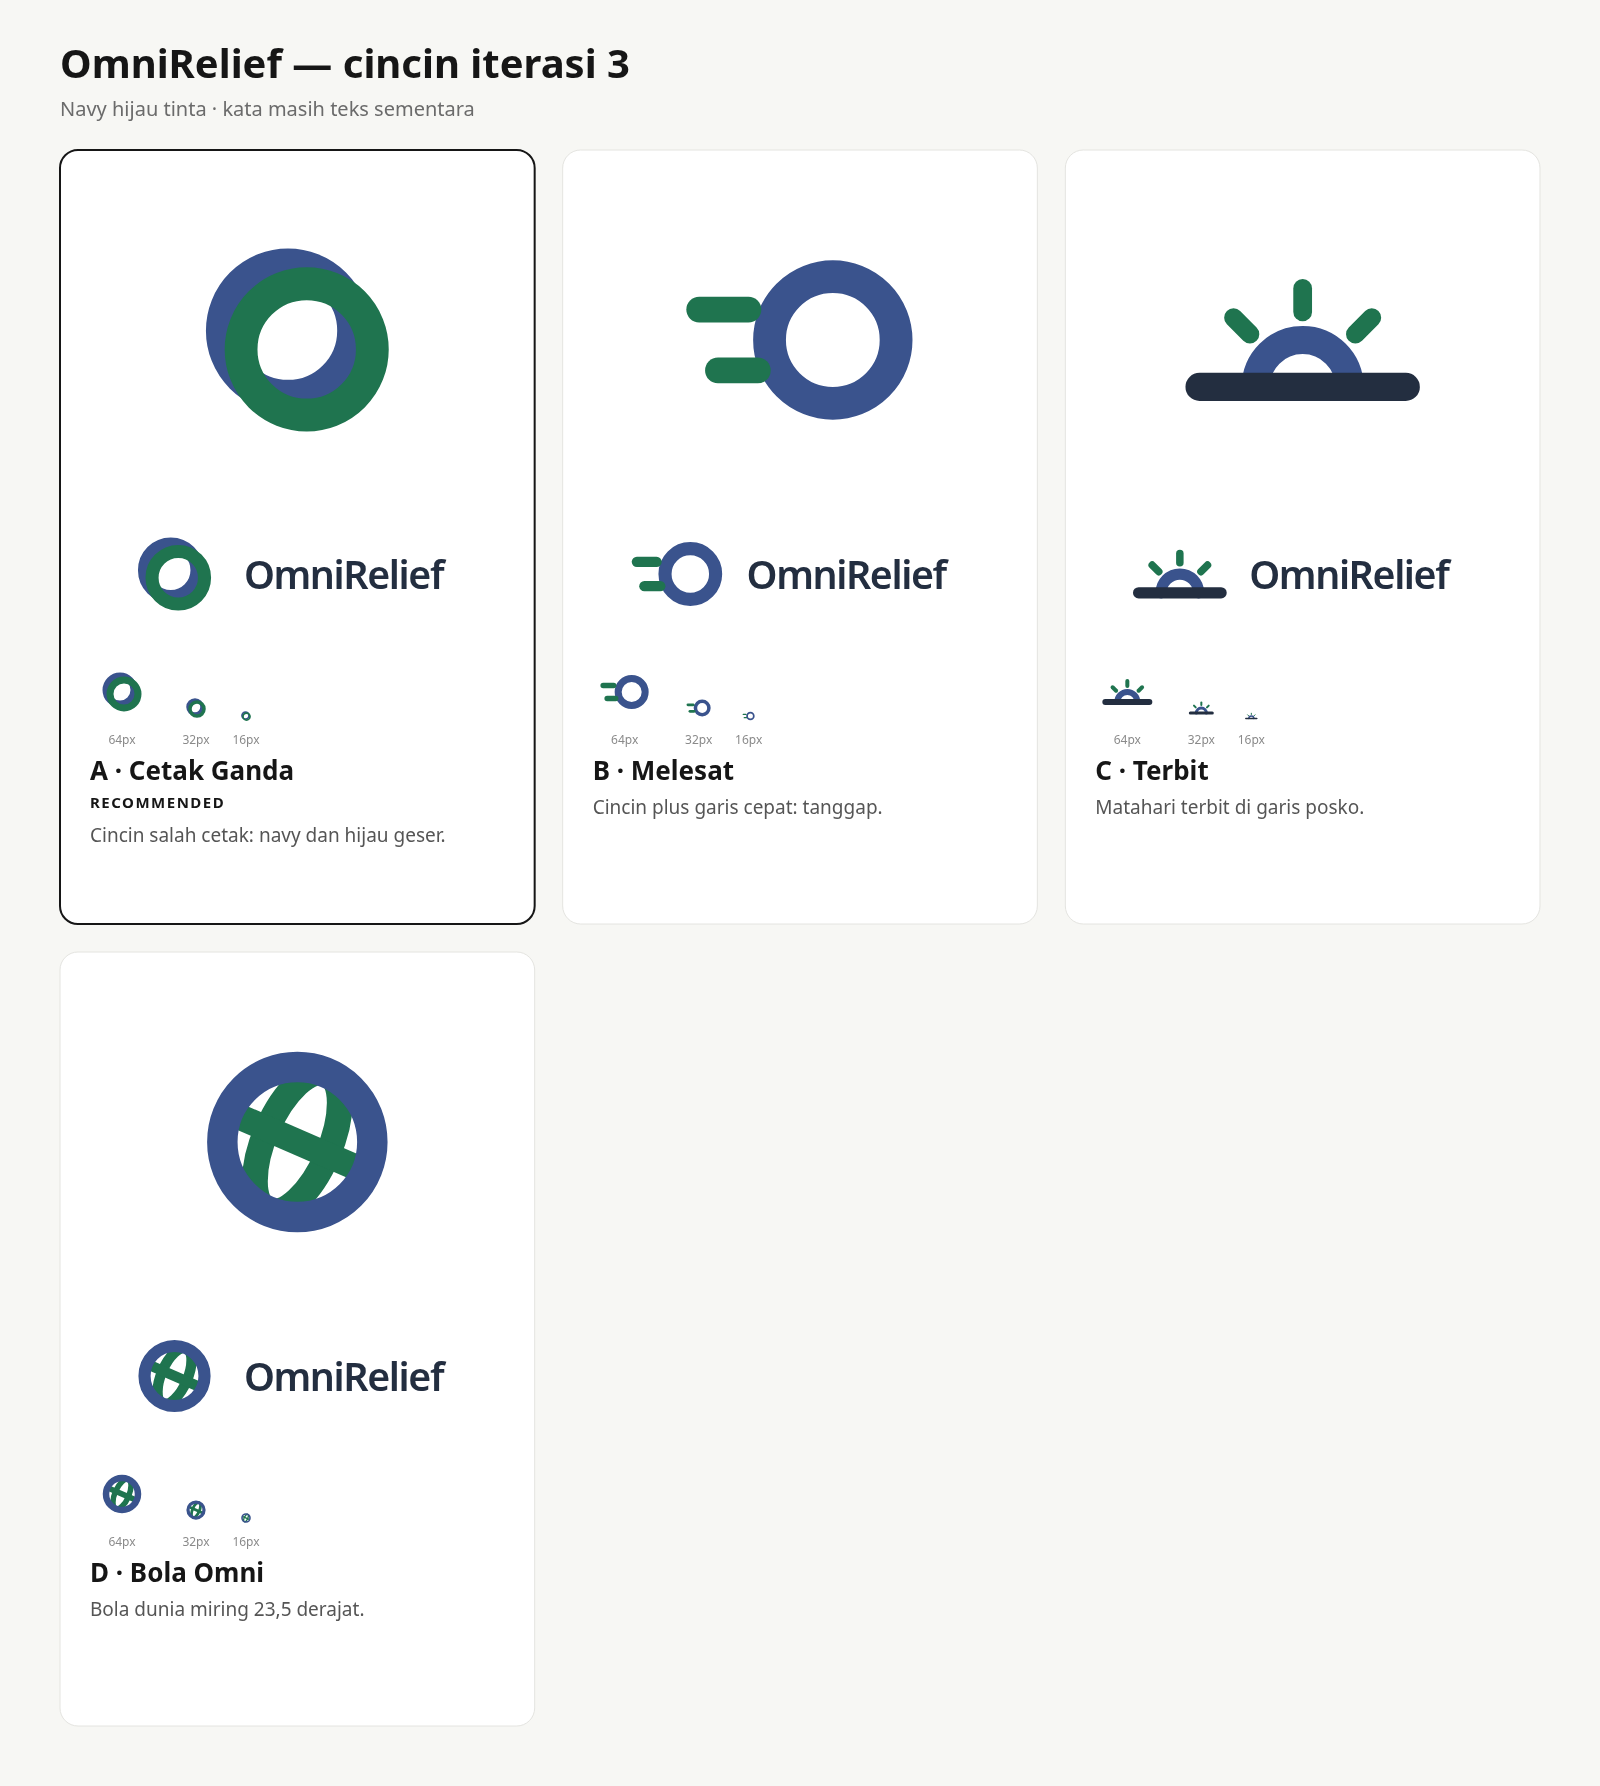 OmniRelief — cincin iterasi 3
Navy hijau tinta · kata masih teks sementara
OmniRelief
64px 32px 16px
A · Cetak Ganda
RECOMMENDED
Cincin salah cetak: navy dan hijau geser.
OmniRelief
64px 32px 16px
B · Melesat
Cincin plus garis cepat: tanggap.
OmniRelief
64px 32px 16px
C · Terbit
Matahari terbit di garis posko.
OmniRelief
64px 32px 16px
D · Bola Omni
Bola dunia miring 23,5 derajat.